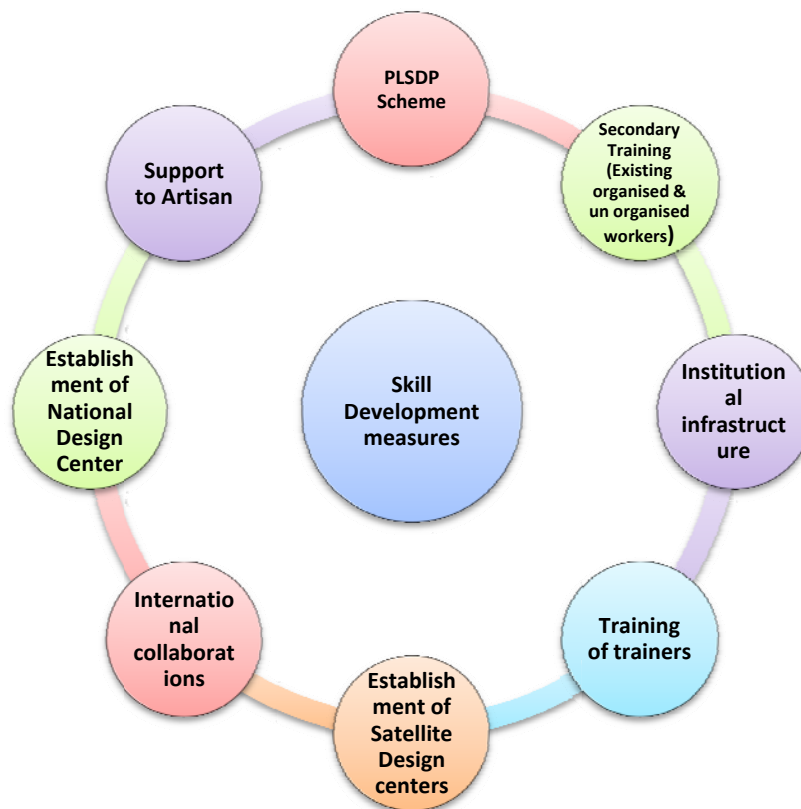 PLSDP
Scheme
Secondary
Training
(Existing
organised &
un organised
workers)
Support
to Artisan
Establish
ment of
National
Design
Center
Skill
Development
measures
Institution
al
infrastruct
ure
Internatio
nal
collaborat
ions
Training
of trainers
Establish
ment of
Satellite
Design
centers